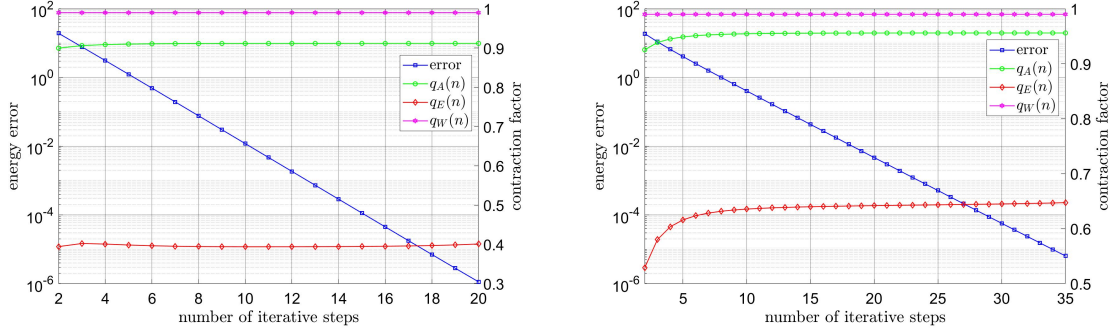 10^2
10^0
10^-2
10^-4
10^-6
energy error
2
4
6
8
10
12
14
16
18
20
number of iterative steps
1
0.9
0.8
0.7
0.6
0.5
0.4
0.3
contraction factor
error
q_A(n)
q_E(n)
q_W(n)
10^2
10^0
10^-2
10^-4
10^-6
energy error
5
10
15
20
25
30
35
number of iterative steps
1
0.9
0.8
0.7
0.6
0.5
contraction factor
error
q_A(n)
q_E(n)
q_W(n)